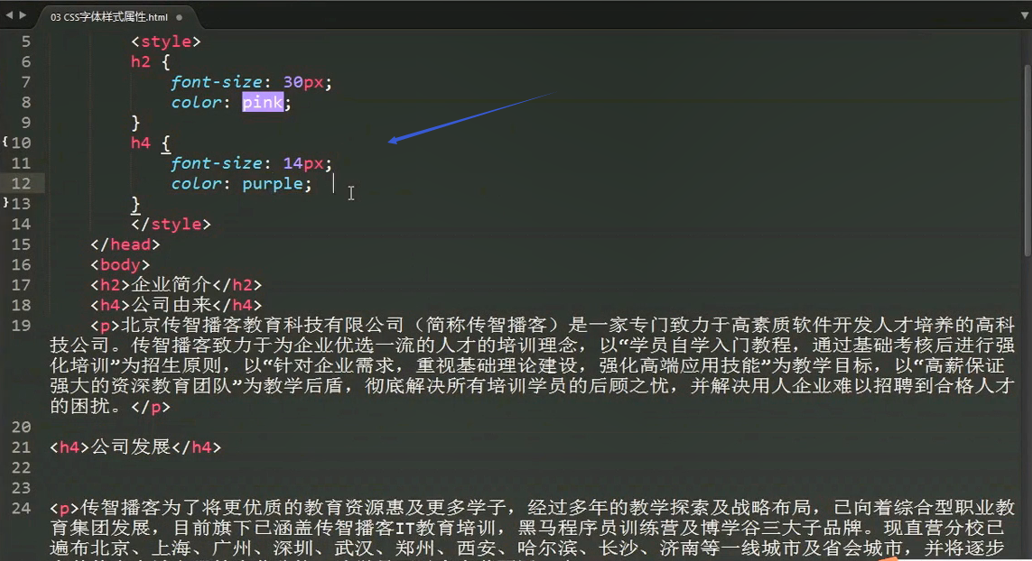 03 CSS字体样式属性.html
5 <style>
6 h2 {
7 font-size: 30px;
8 color: pink;
9 }
10 h4 {
11 font-size: 14px;
12 color: purple;
13 }
14 </style>
15 </head>
16 <body>
17 <h2>企业简介</h2>
18 <h4>公司由来</h4>
19 <p>北京传智播客教育科技有限公司（简称传智播客）是一家专门致力于高素质软件开发人才培养的高科
技公司。传智播客致力于为企业优选一流的人才的培训理念，以“学员自学入门教程，通过基础考核后进行强
化培训”为招生原则，以“针对企业需求，重视基础理论建设，强化高端应用技能”为教学目标，以“高薪保证
强大的资深教育团队”为教学后盾，彻底解决所有培训学员的后顾之忧，并解决用人企业难以招聘到合格人才
的困扰。</p>
20
21 <h4>公司发展</h4>
22
23
24 <p>传智播客为了将更优质的教育资源惠及更多学子，经过多年的教学探索及战略布局，已向着综合型职业教
育集团发展，目前旗下已涵盖传智播客IT教育培训，黑马程序员训练营及博学谷三大子品牌。现直营分校已
遍布北京、上海、广州、深圳、武汉、郑州、西安、哈尔滨、长沙、济南等一线城市及省会城市，并将逐步